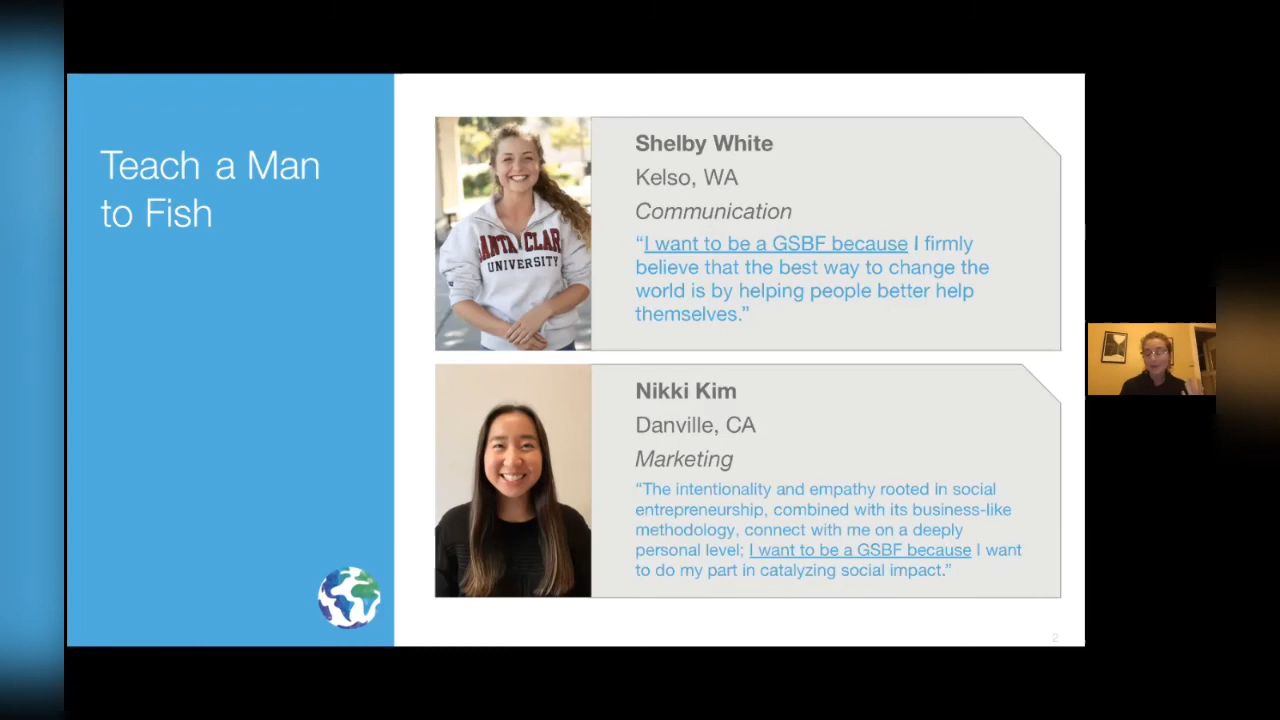 Teach a Man
to Fish
Shelby White
Kelso, WA
Communication
“I want to be a GSBF because I firmly
believe that the best way to change the
world is by helping people better help
themselves.”
ANTA CLAR
UNIVERSITY
Nikki Kim
Danville, CA
Marketing
“The intentionality and empathy rooted in social
entrepreneurship, combined with its business-like
methodology, connect with me on a deeply
personal level; I want to be a GSBF because I want
to do my part in catalyzing social impact.”
2